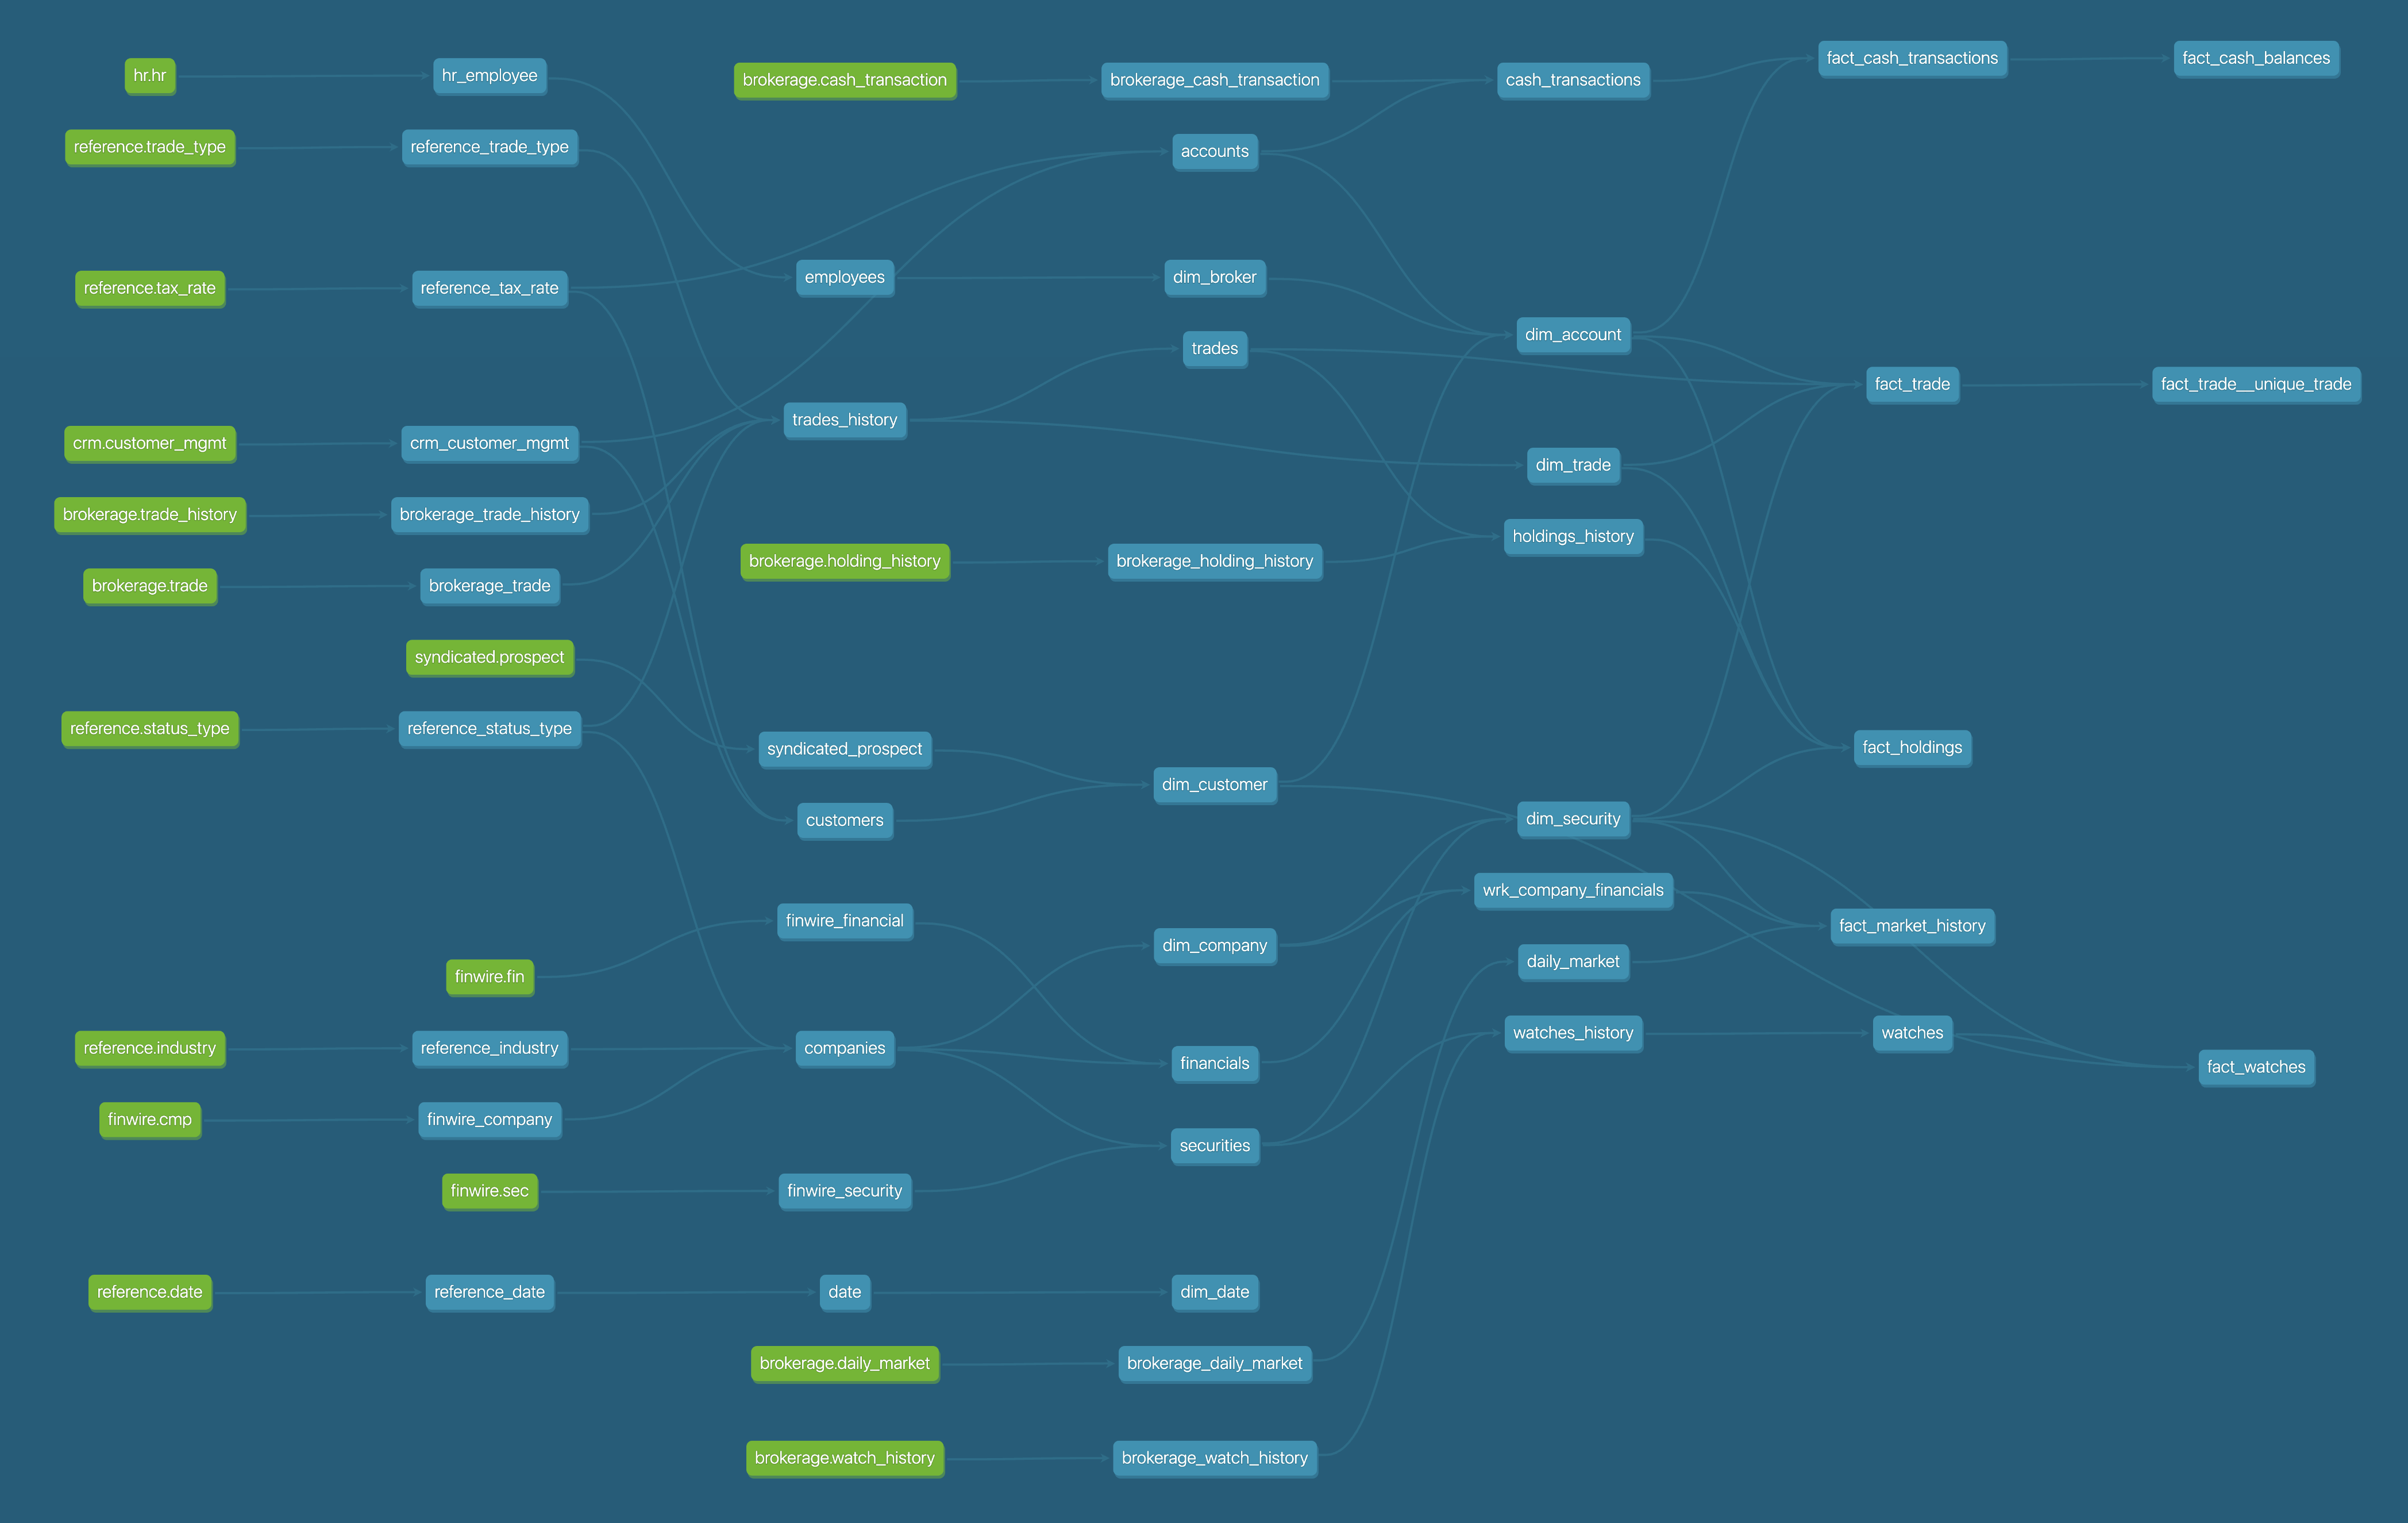 hr.hr
hr_employee
brokerage.cash_transaction
brokerage_cash_transaction
cash_transactions
fact_cash_transactions
fact_cash_balances
reference.trade_type
reference_trade_type
accounts
reference.tax_rate
reference_tax_rate
employees
dim_broker
dim_account
trades
fact_trade
fact_trade__unique_trade
crm.customer_mgmt
crm_customer_mgmt
trades_history
dim_trade
brokerage.trade_history
brokerage_trade_history
holdings_history
brokerage.trade
brokerage_trade
brokerage.holding_history
brokerage_holding_history
syndicated.prospect
reference.status_type
reference_status_type
syndicated_prospect
fact_holdings
dim_customer
customers
dim_security
wrk_company_financials
finwire_financial
dim_company
fact_market_history
finwire.fin
daily_market
reference.industry
reference_industry
companies
financials
watches_history
watches
fact_watches
finwire.cmp
finwire_company
securities
finwire.sec
finwire_security
reference.date
reference_date
date
dim_date
brokerage.daily_market
brokerage_daily_market
brokerage.watch_history
brokerage_watch_history